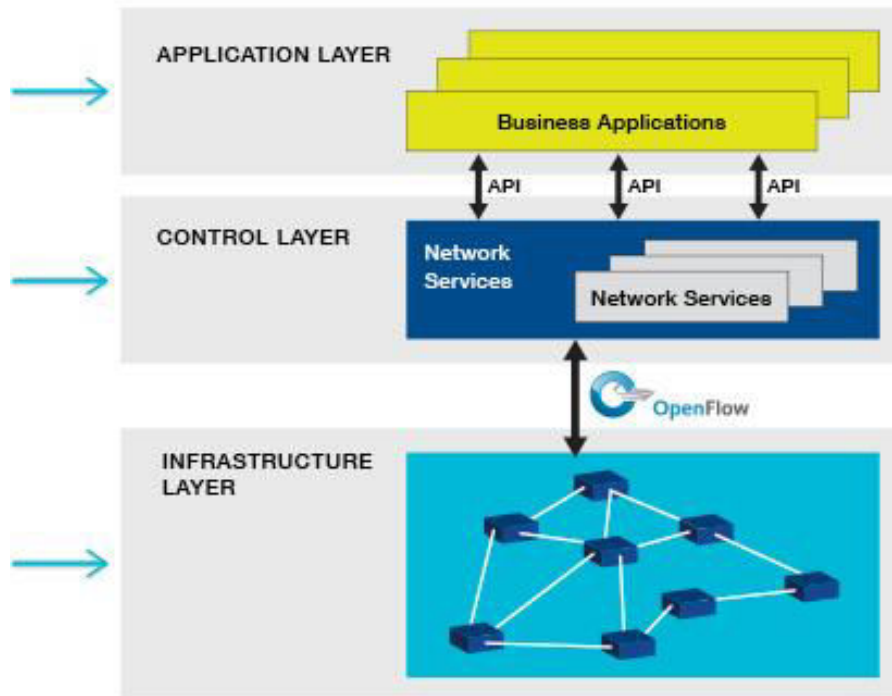 APPLICATION LAYER
Business Applications
API
API
API
CONTROL LAYER
Network
Services
Network Services
OpenFlow
INFRASTRUCTURE
LAYER